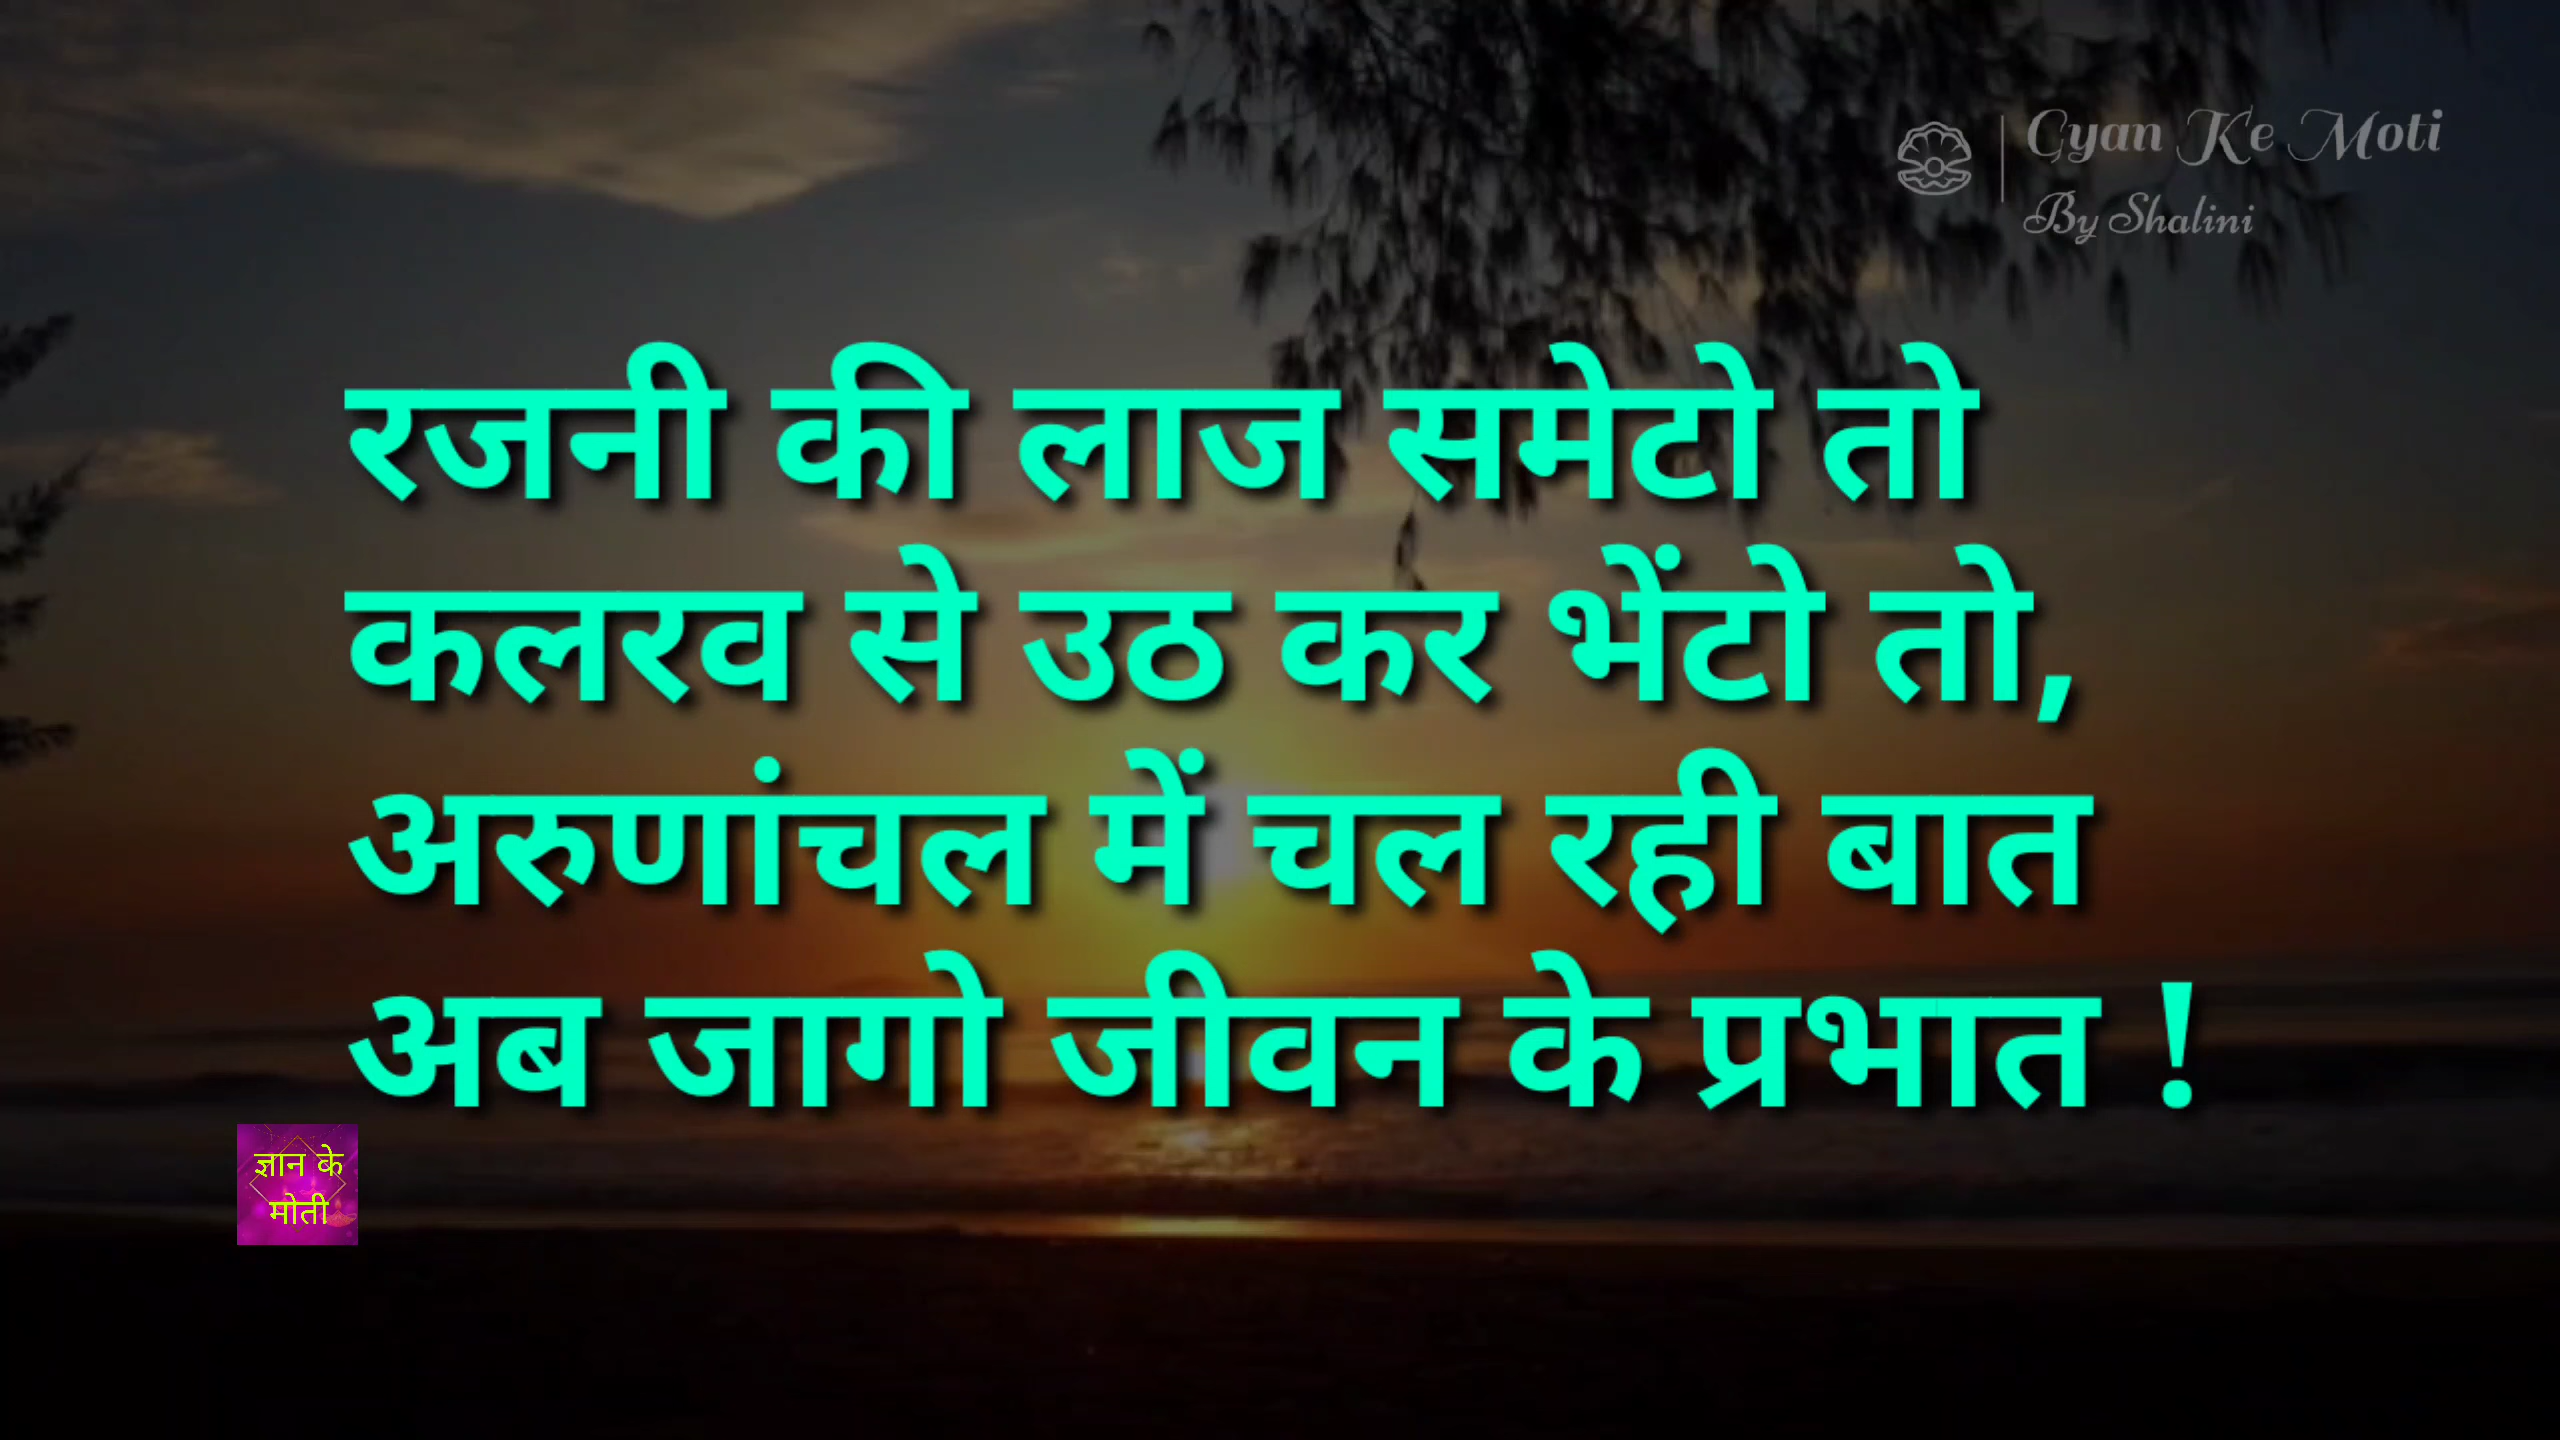 Gyan Ke Moti
By Shalini
रजनी की लाज समेटो तो
कलरव से उठ कर भेंटो तो,
अरुणांचल में चल रही बात
अब जागो जीवन के प्रभात !
ज्ञान के
मोती